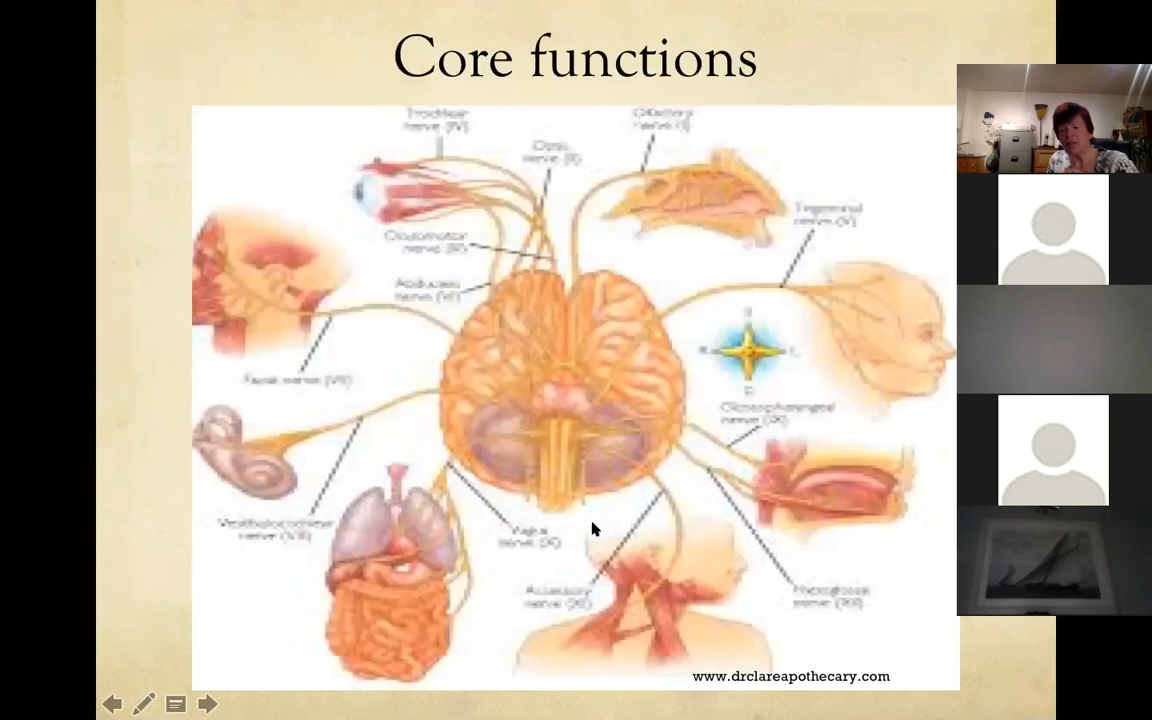 Core functions
Trochlear
nerve (IV)
Olfactory
nerve (I)
Optic
nerve (II)
Trigeminal
nerve (V)
Oculomotor
nerve (III)
Abducens
nerve (VI)
Facial nerve (VII)
Glossopharyngeal
nerve (IX)
Vestibulocochlear
nerve (VIII)
Vagus
nerve (X)
Accessory
nerve (XI)
Hypoglossal
nerve (XII)
www.drclareapothecary.com